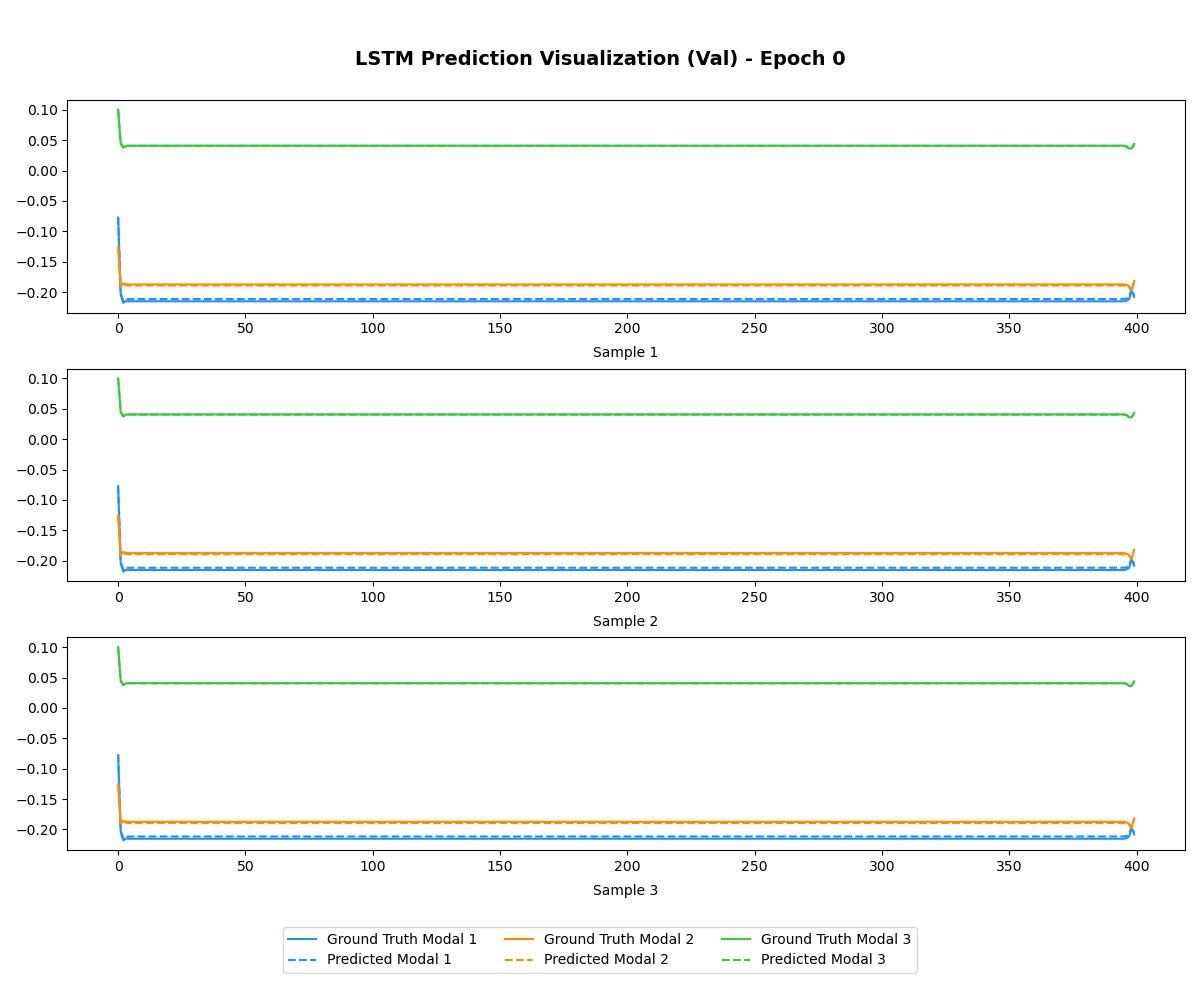 LSTM Prediction Visualization (Val) - Epoch 0
0.10
0.05
0.00
−0.05
−0.10
−0.15
−0.20
0 50 100 150 200 250 300 350 400
Sample 1
0.10
0.05
0.00
−0.05
−0.10
−0.15
−0.20
0 50 100 150 200 250 300 350 400
Sample 2
0.10
0.05
0.00
−0.05
−0.10
−0.15
−0.20
0 50 100 150 200 250 300 350 400
Sample 3
Ground Truth Modal 1 Ground Truth Modal 2 Ground Truth Modal 3
Predicted Modal 1 Predicted Modal 2 Predicted Modal 3